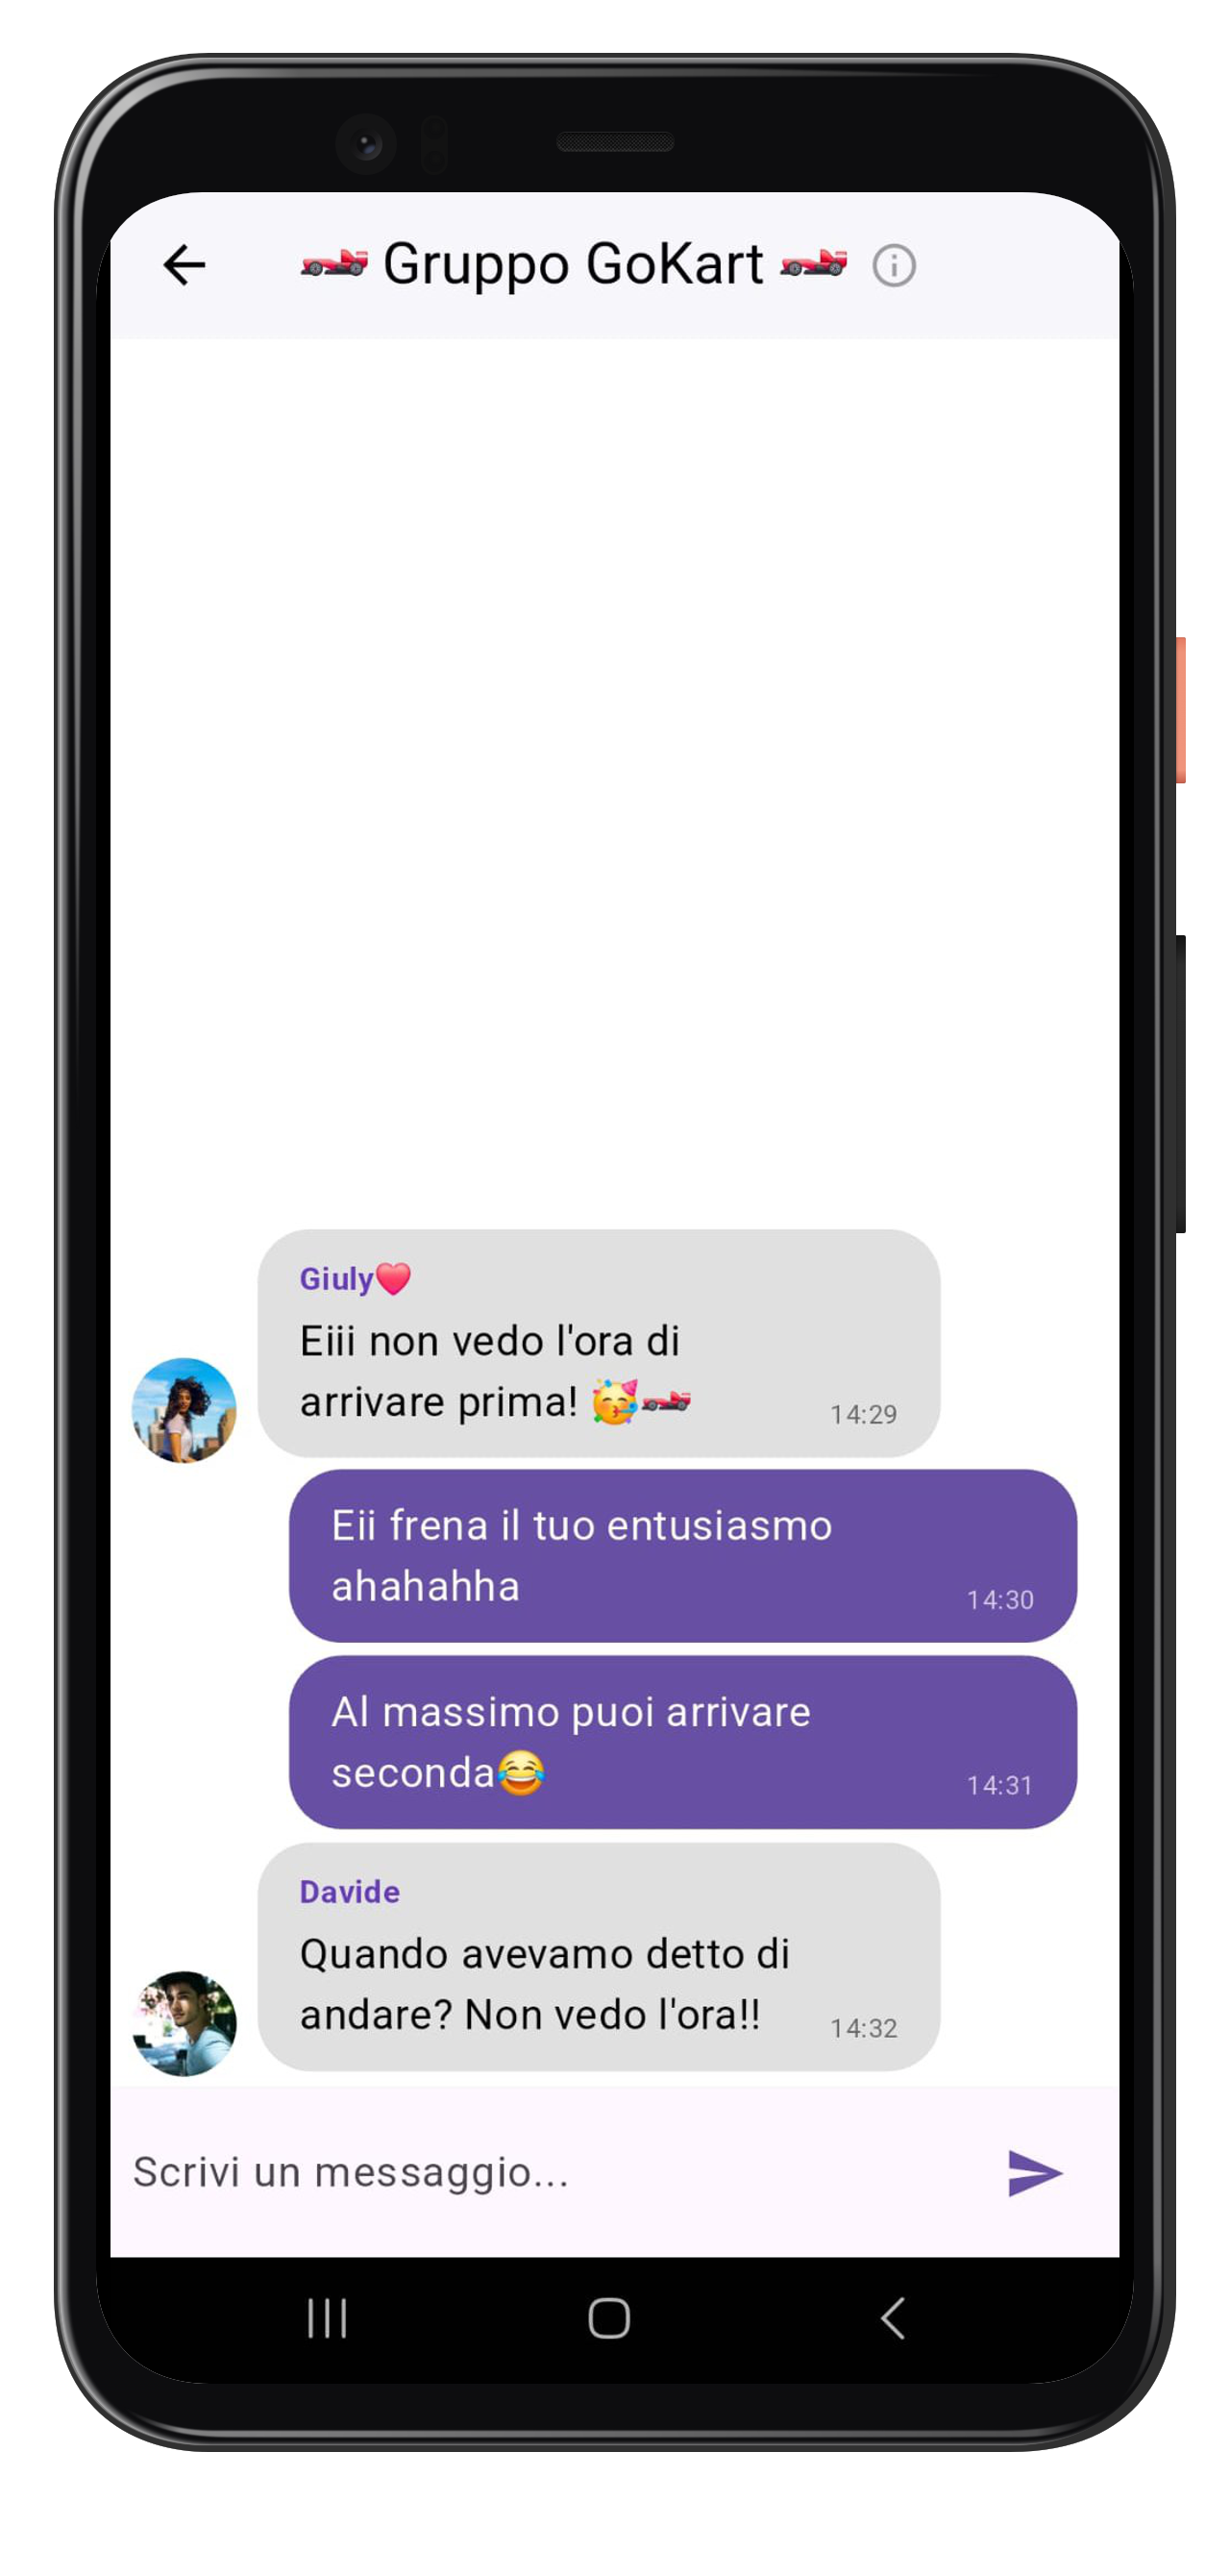 🏎️ Gruppo GoKart 🏎️
Giuly❤️
Eiii non vedo l'ora di
arrivare prima! 🥳🏎️
14:29
Eii frena il tuo entusiasmo
ahahahha
14:30
Al massimo puoi arrivare
seconda😂
14:31
Davide
Quando avevamo detto di
andare? Non vedo l'ora!!
14:32
Scrivi un messaggio...